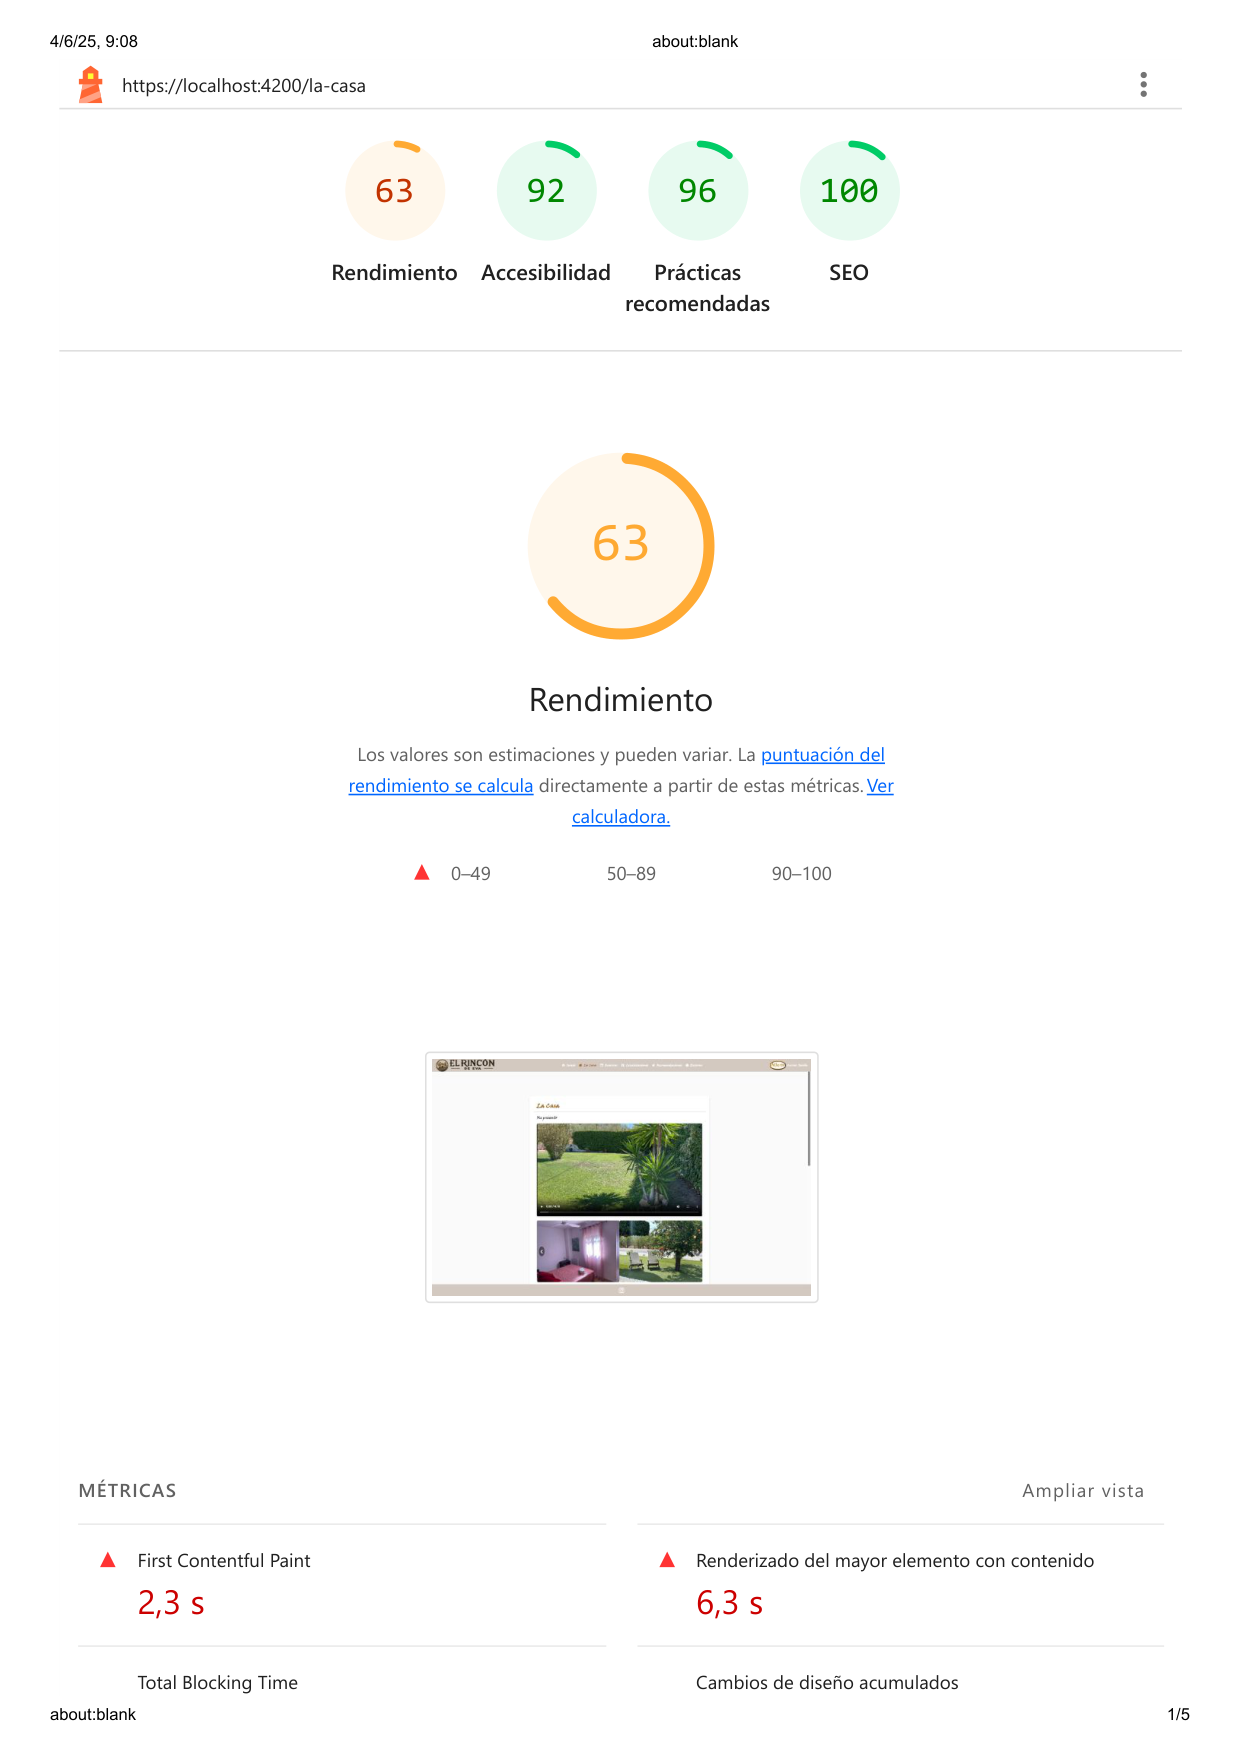 4/6/25, 9:08
about:blank
https://localhost:4200/la-casa
63
92
96
100
Rendimiento
Accesibilidad
Prácticas
recomendadas
SEO
63
Rendimiento
Los valores son estimaciones y pueden variar. La puntuación del
rendimiento se calcula directamente a partir de estas métricas. Ver
calculadora.
0–49
50–89
90–100
EL RINCÓN
DE EVA
La Casa
MÉTRICAS
Ampliar vista
First Contentful Paint
2,3 s
Renderizado del mayor elemento con contenido
6,3 s
Total Blocking Time
Cambios de diseño acumulados
about:blank
1/5